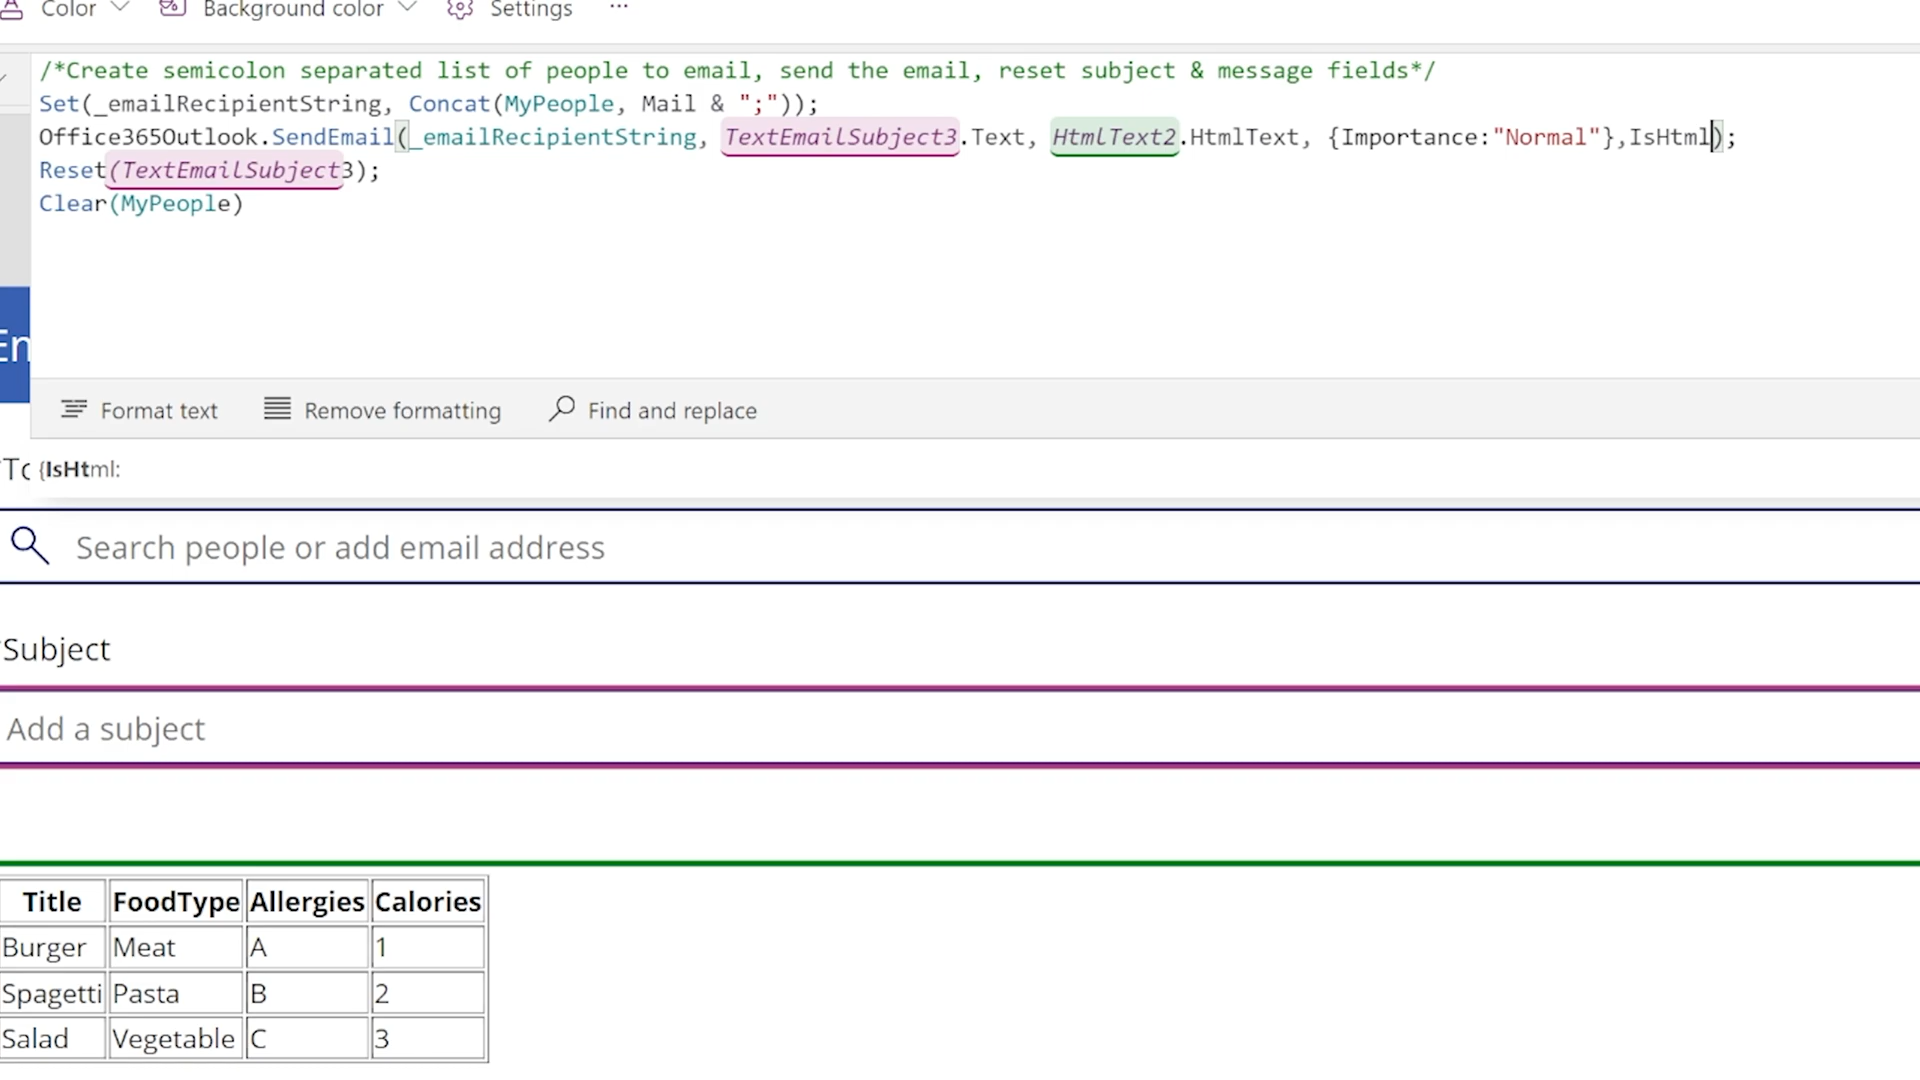 Color Background color Settings ...
/*Create semicolon separated list of people to email, send the email, reset subject & message fields*/
Set(_emailRecipientString, Concat(MyPeople, Mail & ";"));
Office365Outlook.SendEmail(_emailRecipientString, TextEmailSubject3.Text, HtmlText2.HtmlText, {Importance:"Normal"},IsHtml);
Reset(TextEmailSubject3);
Clear(MyPeople)
En
Format text Remove formatting Find and replace
To {IsHtml:
Search people or add email address
Subject
Add a subject
Title FoodType Allergies Calories
Burger Meat A 1
Spagetti Pasta B 2
Salad Vegetable C 3